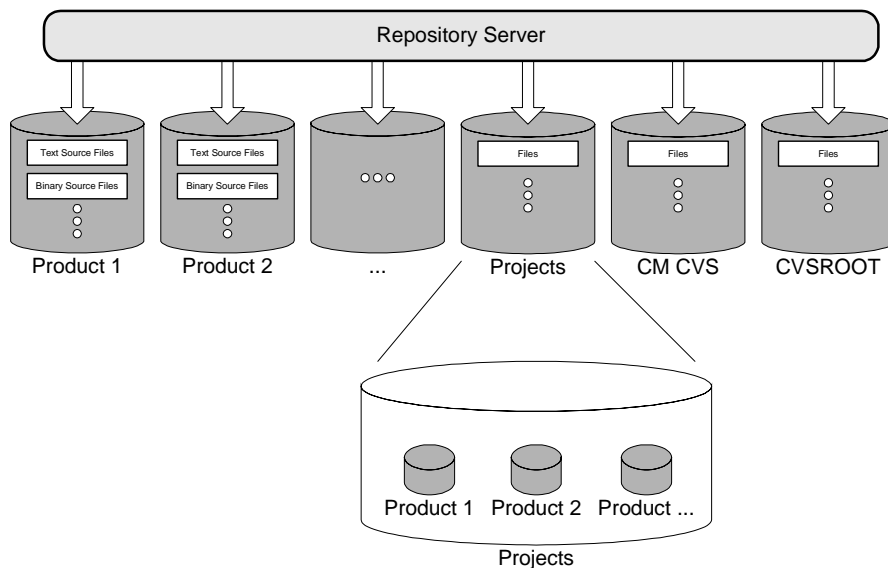 Repository Server
Text Source Files
Binary Source Files
Product 1
Text Source Files
Binary Source Files
Product 2
...
Files
Projects
Files
CM CVS
Files
CVSROOT
Product 1
Product 2
Product ...
Projects